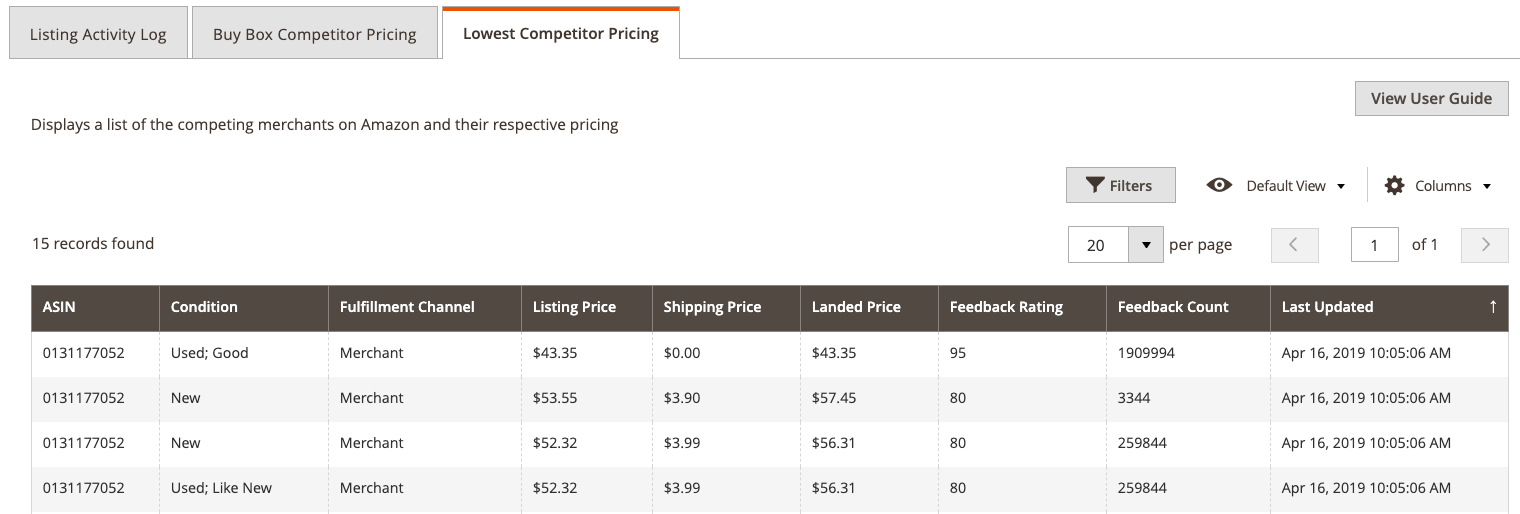 Listing Activity Log Buy Box Competitor Pricing Lowest Competitor Pricing
View User Guide
Displays a list of the competing merchants on Amazon and their respective pricing
Filters Default View Columns
15 records found 20 per page 1 of 1
ASIN Condition Fulfillment Channel Listing Price Shipping Price Landed Price Feedback Rating Feedback Count Last Updated ↑
0131177052 Used; Good Merchant $43.35 $0.00 $43.35 95 1909994 Apr 16, 2019 10:05:06 AM
0131177052 New Merchant $53.55 $3.90 $57.45 80 3344 Apr 16, 2019 10:05:06 AM
0131177052 New Merchant $52.32 $3.99 $56.31 80 259844 Apr 16, 2019 10:05:06 AM
0131177052 Used; Like New Merchant $52.32 $3.99 $56.31 80 259844 Apr 16, 2019 10:05:06 AM